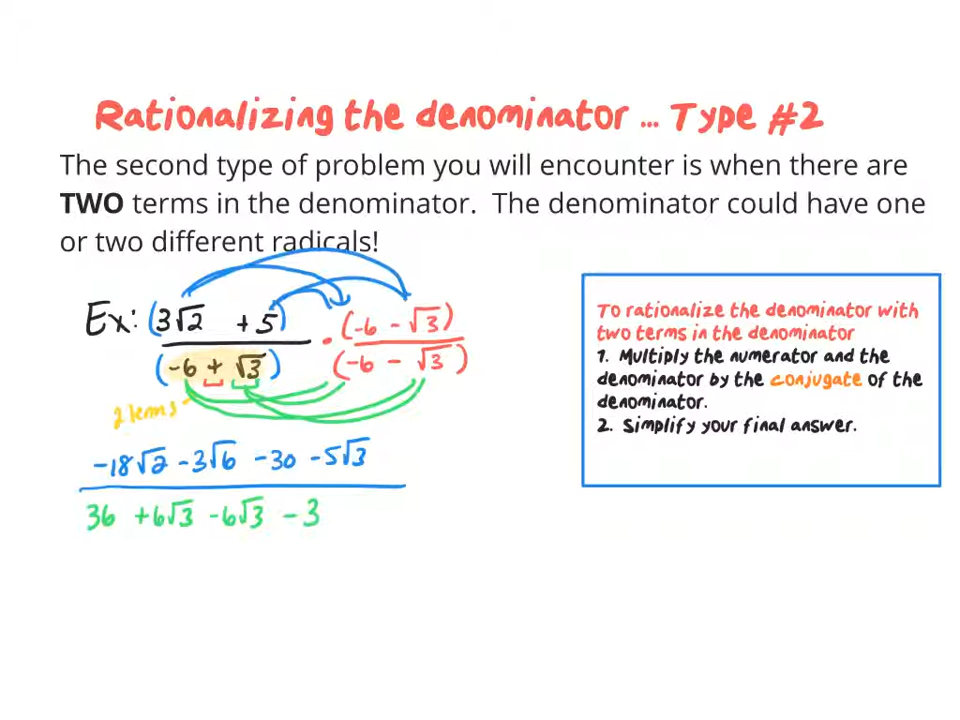 Rationalizing the denominator ... Type #2
The second type of problem you will encounter is when there are
TWO terms in the denominator. The denominator could have one
or two different radicals!
Ex: (3√2 + 5) · (-6 - √3)
(-6 + √3) (-6 - √3)
2 terms
-18√2 - 3√6 - 30 - 5√3
36 + 6√3 - 6√3 - 3
To rationalize the denominator with
two terms in the denominator
1. Multiply the numerator and the
denominator by the conjugate of the
denominator.
2. Simplify your final answer.